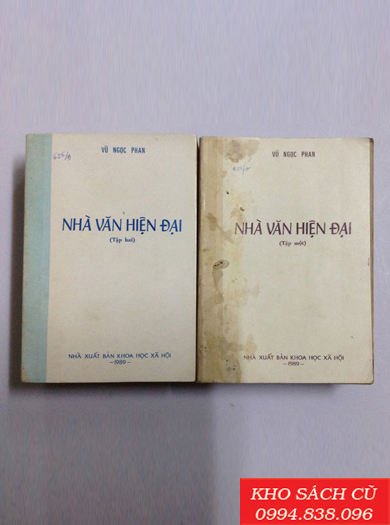 VŨ NGỌC PHAN
NHÀ VĂN HIỆN ĐẠI
(Tập hai)
NHÀ XUẤT BẢN KHOA HỌC XÃ HỘI
-1989-
VŨ NGỌC PHAN
NHÀ VĂN HIỆN ĐẠI
(Tập một)
NHÀ XUẤT BẢN KHOA HỌC XÃ HỘI
-1989-
KHO SÁCH CŨ
0994.838.096